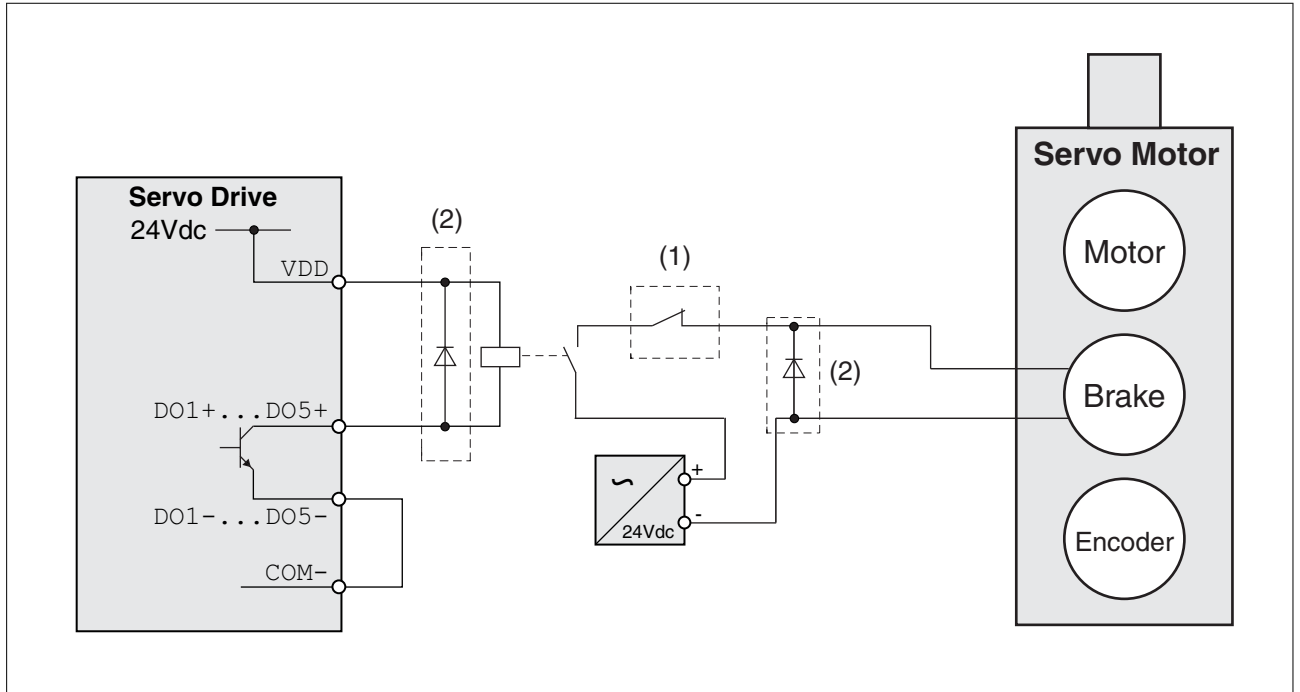 Servo Drive
24Vdc
VDD
DO1+...DO5+
DO1-...DO5-
COM-
(2)
(1)
(2)
+
-
24Vdc
Servo Motor
Motor
Brake
Encoder